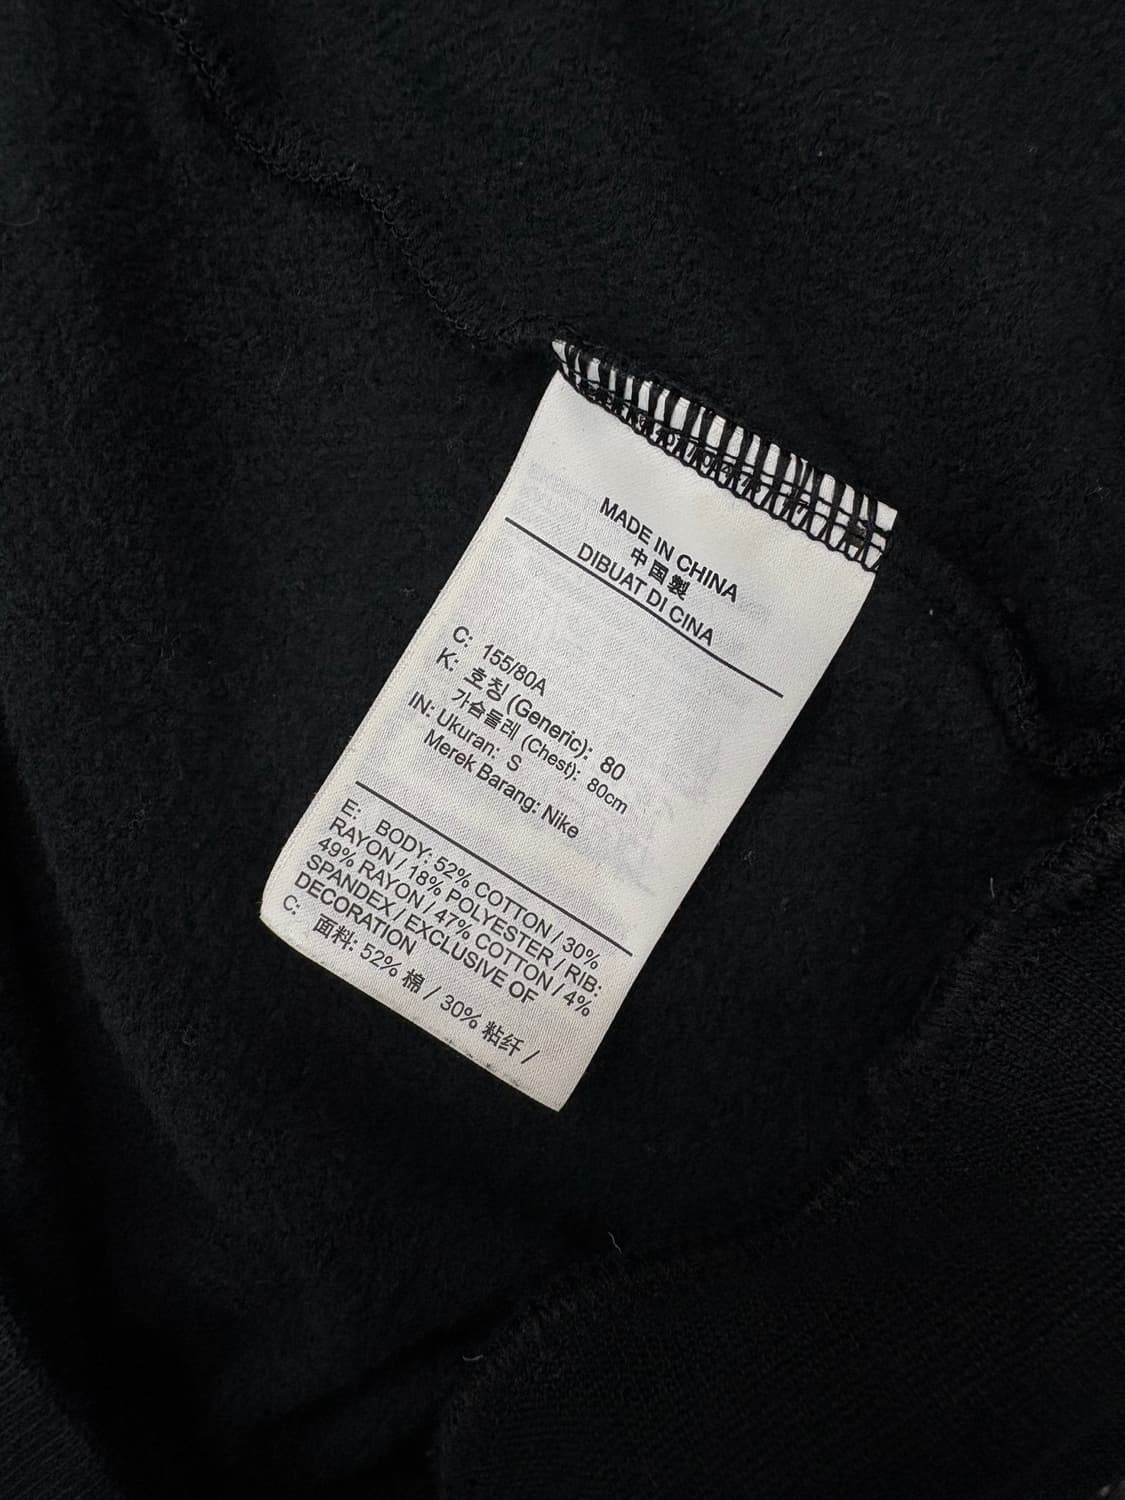 MADE IN CHINA
中国製
DIBUAT DI CINA
C: 155/80A
K: 호칭 (Generic): 80
가슴둘레 (Chest): 80cm
IN: Ukuran: S
Merek Barang: Nike
E: BODY: 52% COTTON / 30%
RAYON / 18% POLYESTER / RIB:
49% RAYON / 47% COTTON / 4%
SPANDEX / EXCLUSIVE OF
DECORATION
C: 面料: 52% 棉 / 30% 粘纤 /